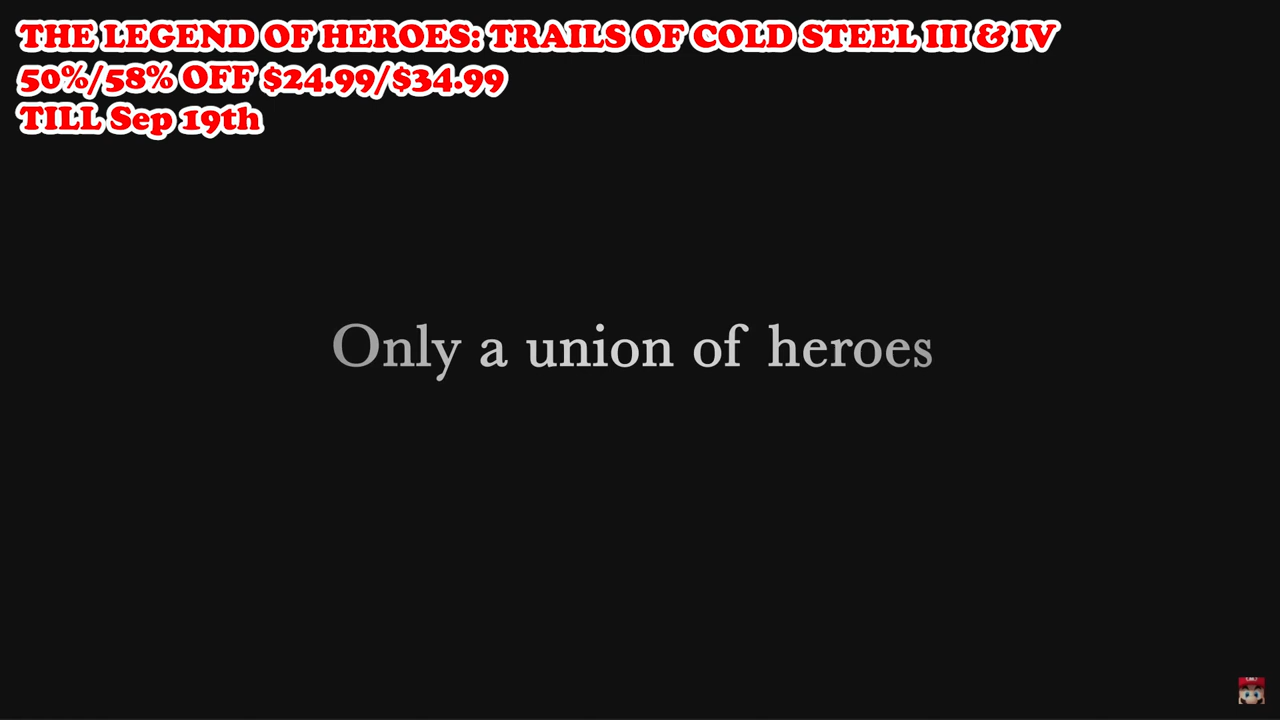 THE LEGEND OF HEROES: TRAILS OF COLD STEEL III & IV
50%/58% OFF $24.99/$34.99
TILL Sep 19th
Only a union of heroes